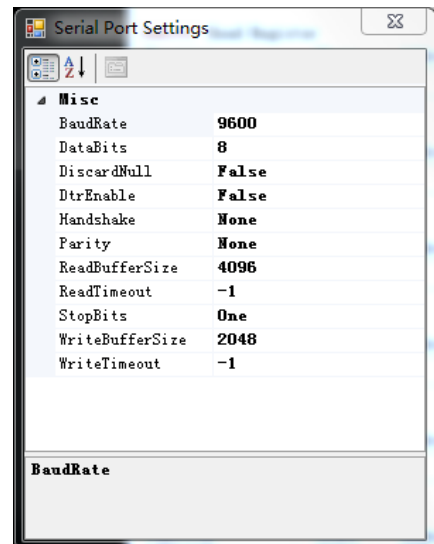 Serial Port Settings
Misc
BaudRate 9600
DataBits 8
DiscardNull False
DtrEnable False
Handshake None
Parity None
ReadBufferSize 4096
ReadTimeout -1
StopBits One
WriteBufferSize 2048
WriteTimeout -1
BaudRate